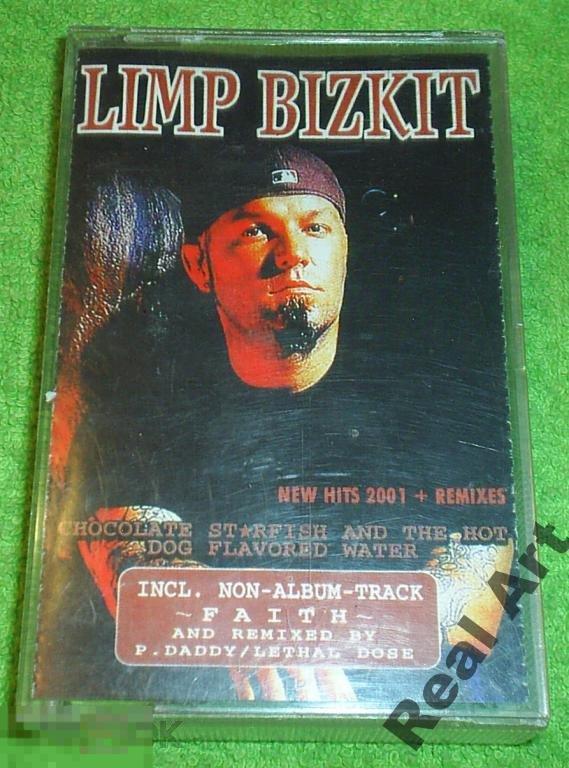 LIMP BIZKIT
NEW HITS 2001 + REMIXES
CHOCOLATE ST★RFISH AND THE HOT
DOG FLAVORED WATER
INCL. NON-ALBUM-TRACK
~FAITH~
AND REMIXED BY
P.DADDY/LETHAL DOSE
Real Art